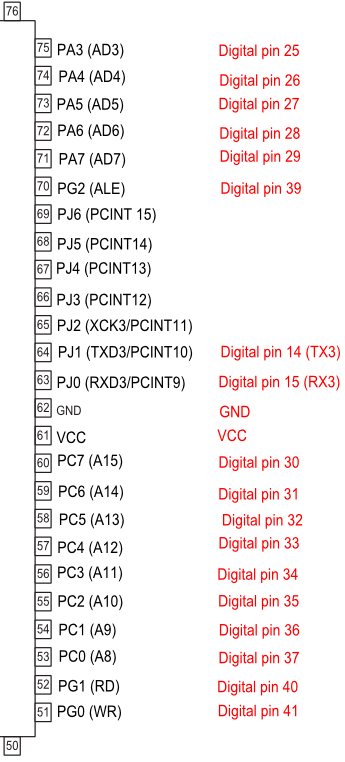 76
75 PA3 (AD3) Digital pin 25
74 PA4 (AD4) Digital pin 26
73 PA5 (AD5) Digital pin 27
72 PA6 (AD6) Digital pin 28
71 PA7 (AD7) Digital pin 29
70 PG2 (ALE) Digital pin 39
69 PJ6 (PCINT 15)
68 PJ5 (PCINT14)
67 PJ4 (PCINT13)
66 PJ3 (PCINT12)
65 PJ2 (XCK3/PCINT11)
64 PJ1 (TXD3/PCINT10) Digital pin 14 (TX3)
63 PJ0 (RXD3/PCINT9) Digital pin 15 (RX3)
62 GND GND
61 VCC VCC
60 PC7 (A15) Digital pin 30
59 PC6 (A14) Digital pin 31
58 PC5 (A13) Digital pin 32
57 PC4 (A12) Digital pin 33
56 PC3 (A11) Digital pin 34
55 PC2 (A10) Digital pin 35
54 PC1 (A9) Digital pin 36
53 PC0 (A8) Digital pin 37
52 PG1 (RD) Digital pin 40
51 PG0 (WR) Digital pin 41
50